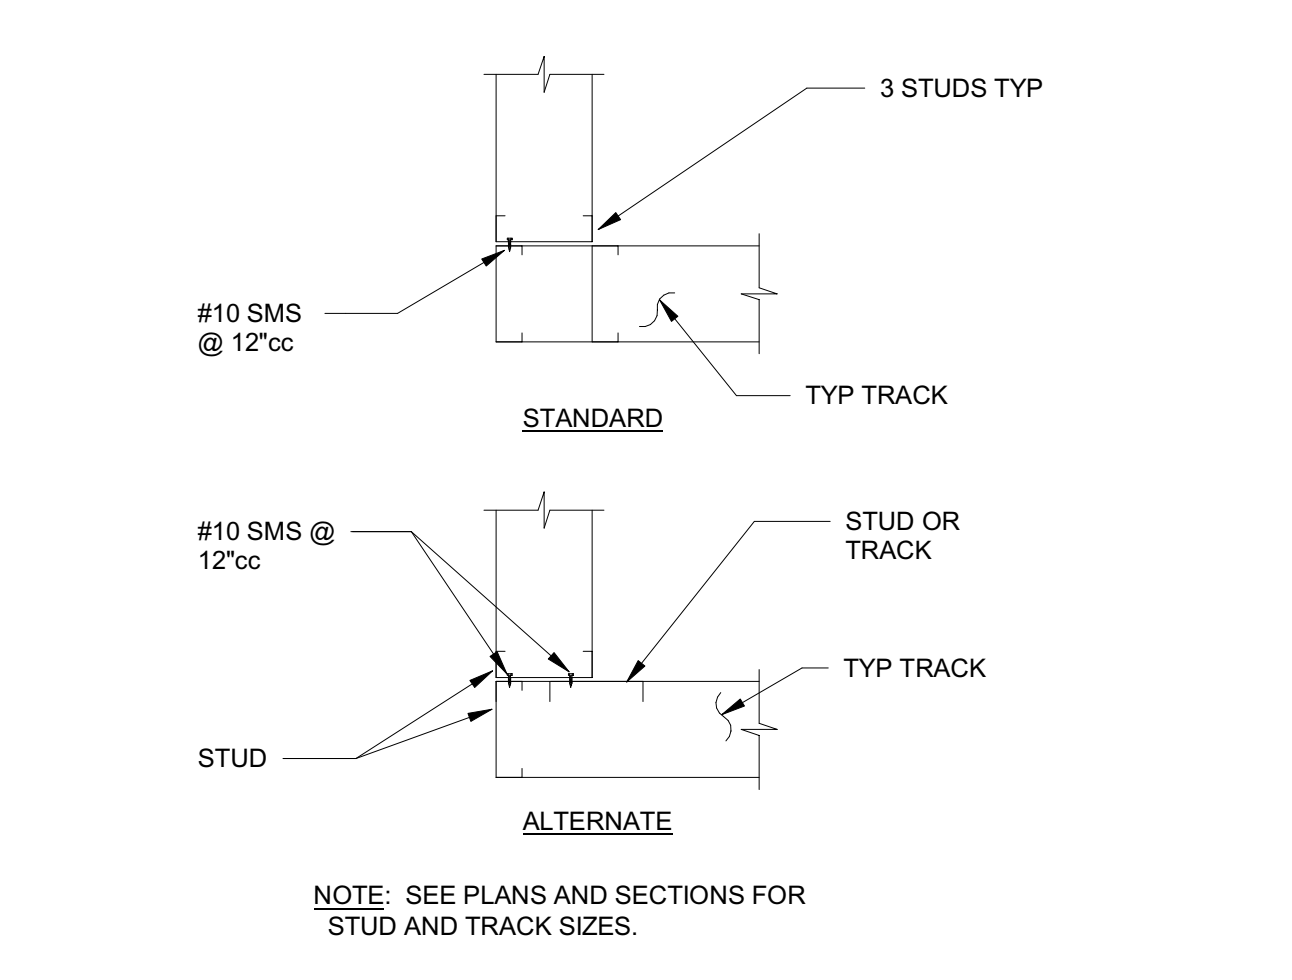 3 STUDS TYP
#10 SMS
@ 12"cc
TYP TRACK
STANDARD
#10 SMS @
12"cc
STUD OR
TRACK
TYP TRACK
STUD
ALTERNATE
NOTE: SEE PLANS AND SECTIONS FOR
STUD AND TRACK SIZES.